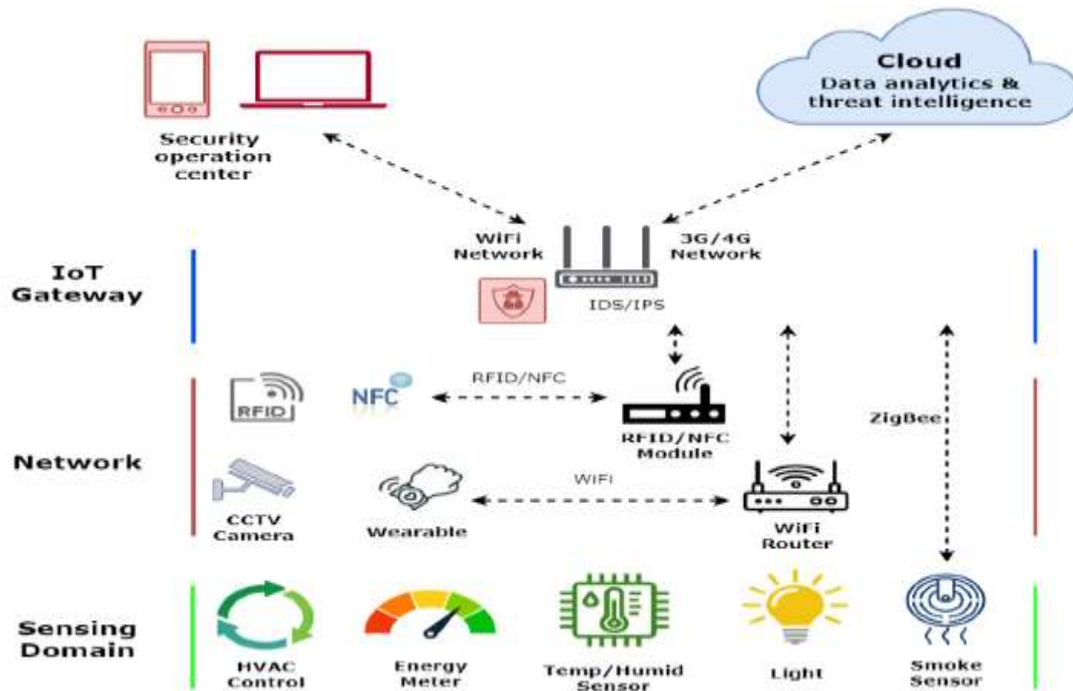 Cloud
Data analytics &
threat intelligence
Security
operation
center
WiFi
Network
3G/4G
Network
IoT
Gateway
IDS/IPS
RFID
NFC
RFID/NFC
RFID/NFC
Module
ZigBee
Network
CCTV
Camera
Wearable
WiFi
WiFi
Router
Sensing
Domain
HVAC
Control
Energy
Meter
Temp/Humid
Sensor
Light
Smoke
Sensor